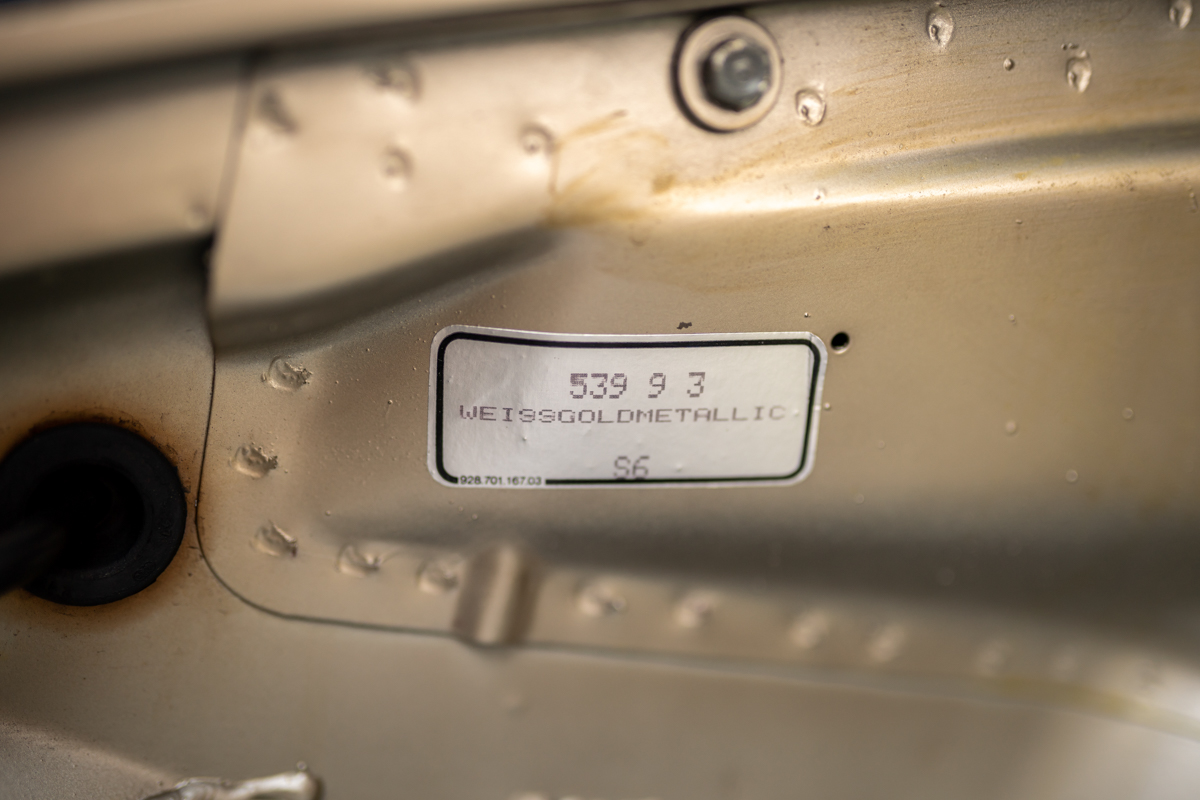 539 9 3
WEISSGOLDMETALLIC
S6
928.701.167.03